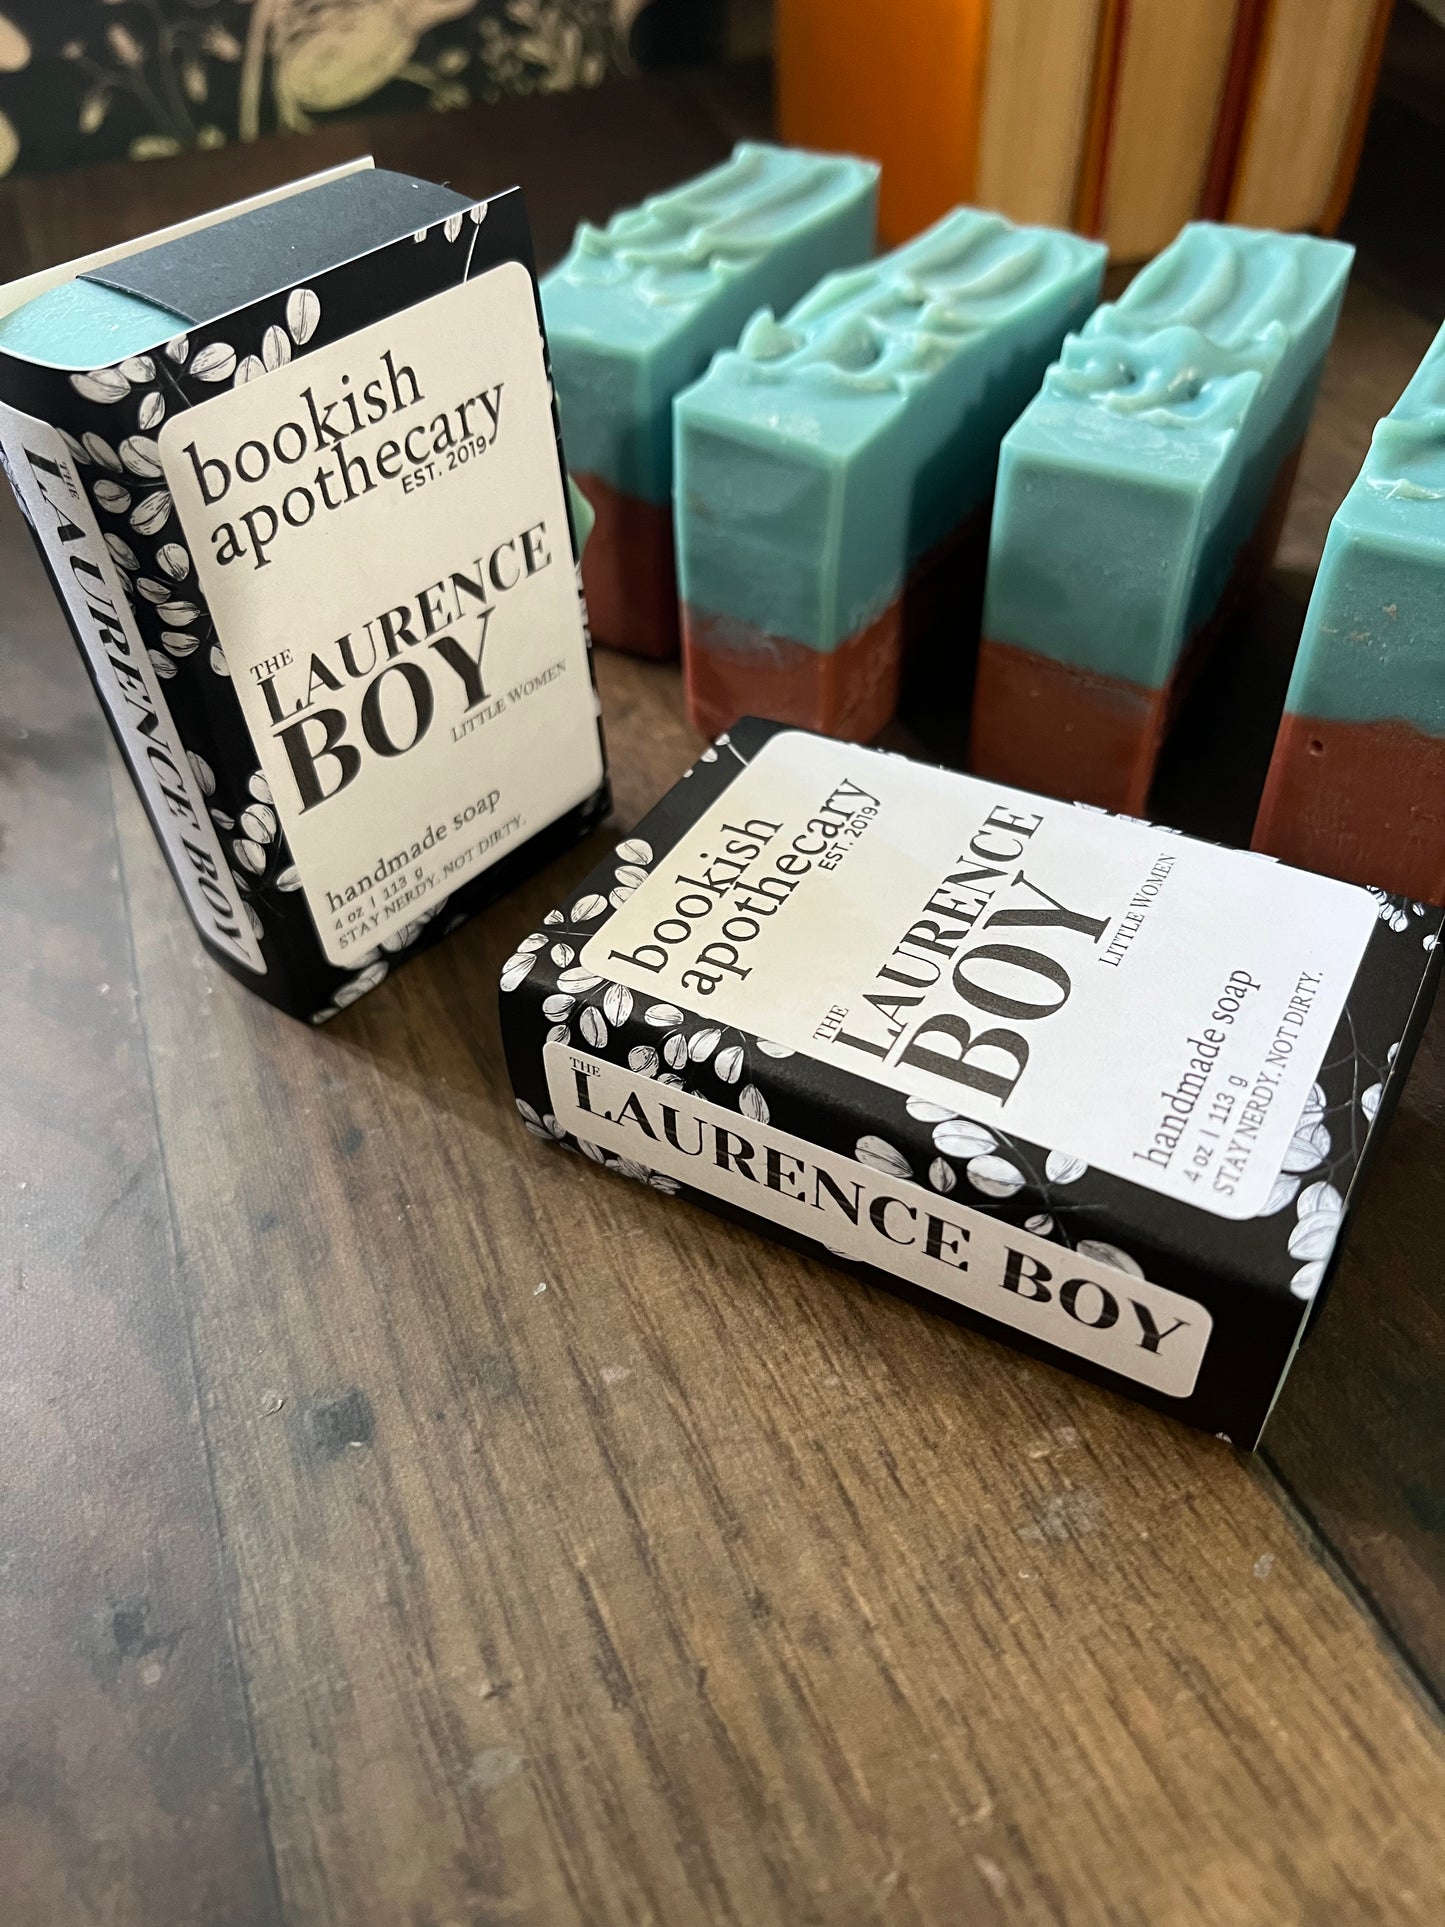 THE
LAURENCE BOY
bookish
apothecary
EST. 2019
THE
LAURENCE
BOY
LITTLE WOMEN
handmade soap
4 oz | 113 g
STAY NERDY. NOT DIRTY.
bookish
apothecary
EST. 2019
THE
LAURENCE
BOY
LITTLE WOMEN
handmade soap
4 oz | 113 g
STAY NERDY. NOT DIRTY.
THE
LAURENCE BOY